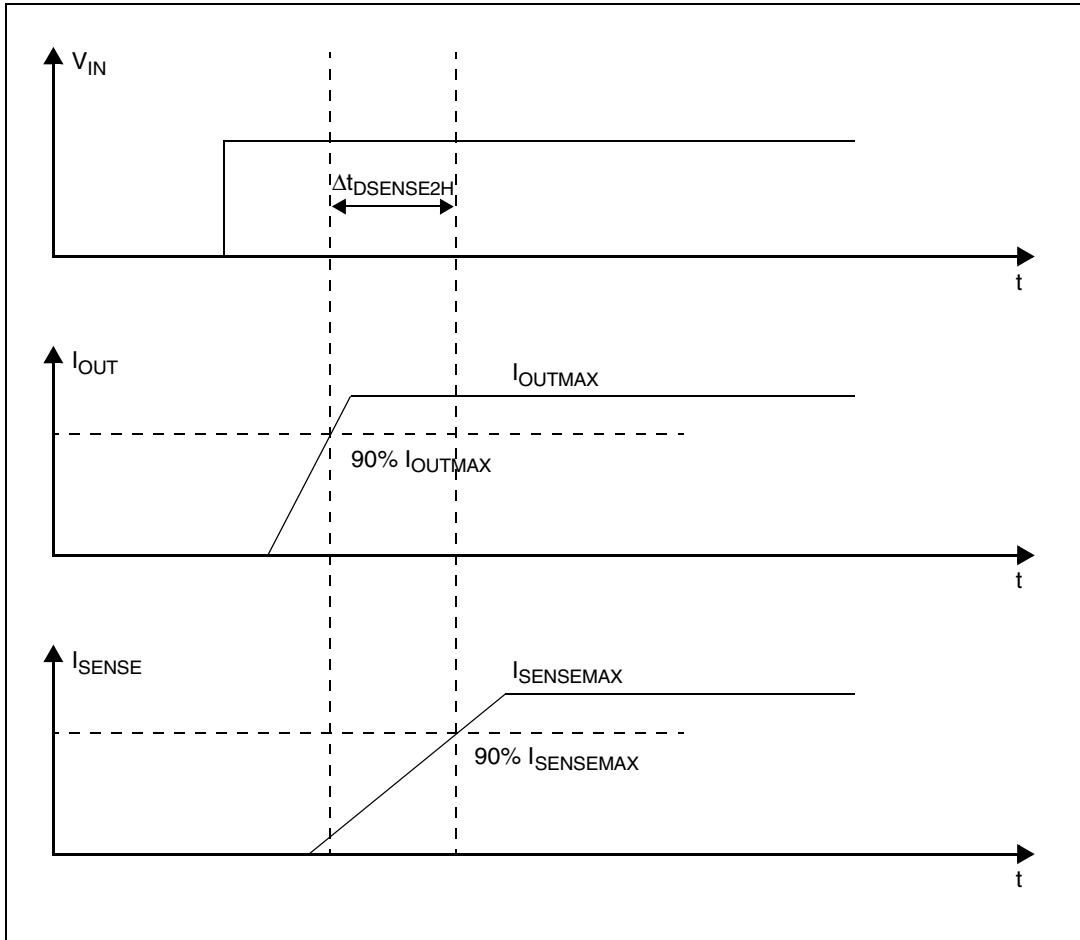 V_IN
Δt_DSENSE2H
t
I_OUT
I_OUTMAX
90% I_OUTMAX
t
I_SENSE
I_SENSEMAX
90% I_SENSEMAX
t